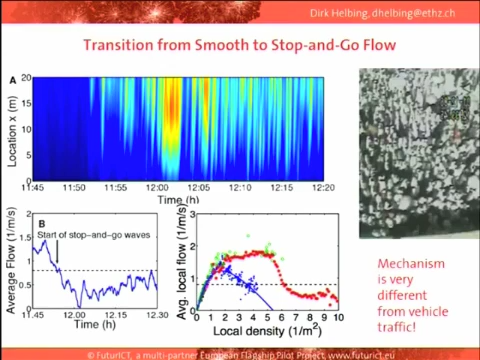 Dirk Helbing, dhelbing@ethz.ch
Transition from Smooth to Stop-and-Go Flow
A
Location x (m)
20
15
10
5
0
11:45 11:50 11:55 12:00 12:05 12:10 12:15 12:20
Time (h)
B
Average Flow (1/m/s)
1.5
1
0.5
0
Start of stop-and-go waves
11:45 12:00 12:15 12.30
Time (h)
Avg. local flow (1/m/s)
3
2
1
0
0 1 2 3 4 5 6 7 8 9 10
Local density (1/m²)
Mechanism
is very
different
from vehicle
traffic!
© FuturICT, a multi-partner European Flagship Pilot Project, www.futurict.eu